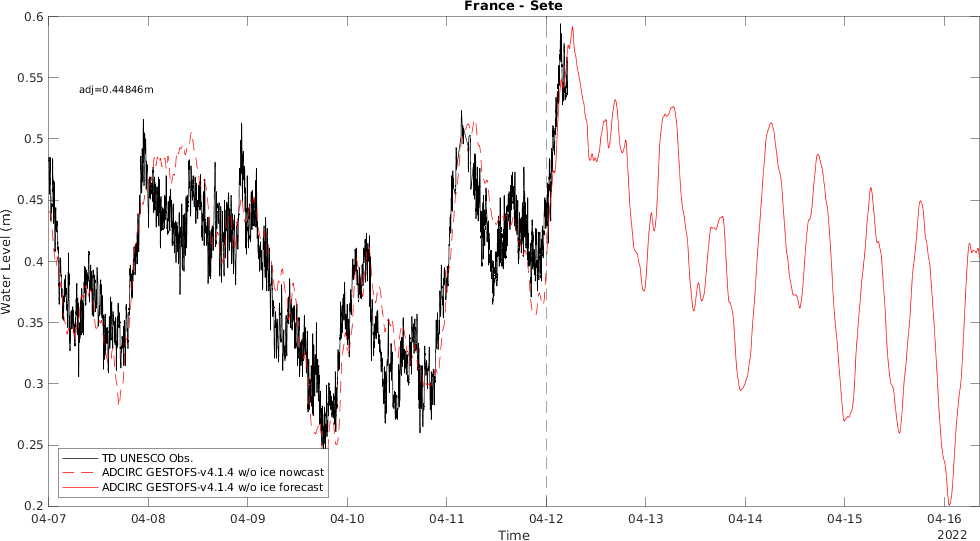 France - Sete
0.6
0.55
0.5
0.45
0.4
0.35
0.3
0.25
0.2
Water Level (m)
adj=0.44846m
TD UNESCO Obs.
ADCIRC GESTOFS-v4.1.4 w/o ice nowcast
ADCIRC GESTOFS-v4.1.4 w/o ice forecast
04-07 04-08 04-09 04-10 04-11 04-12 04-13 04-14 04-15 04-16
Time
2022